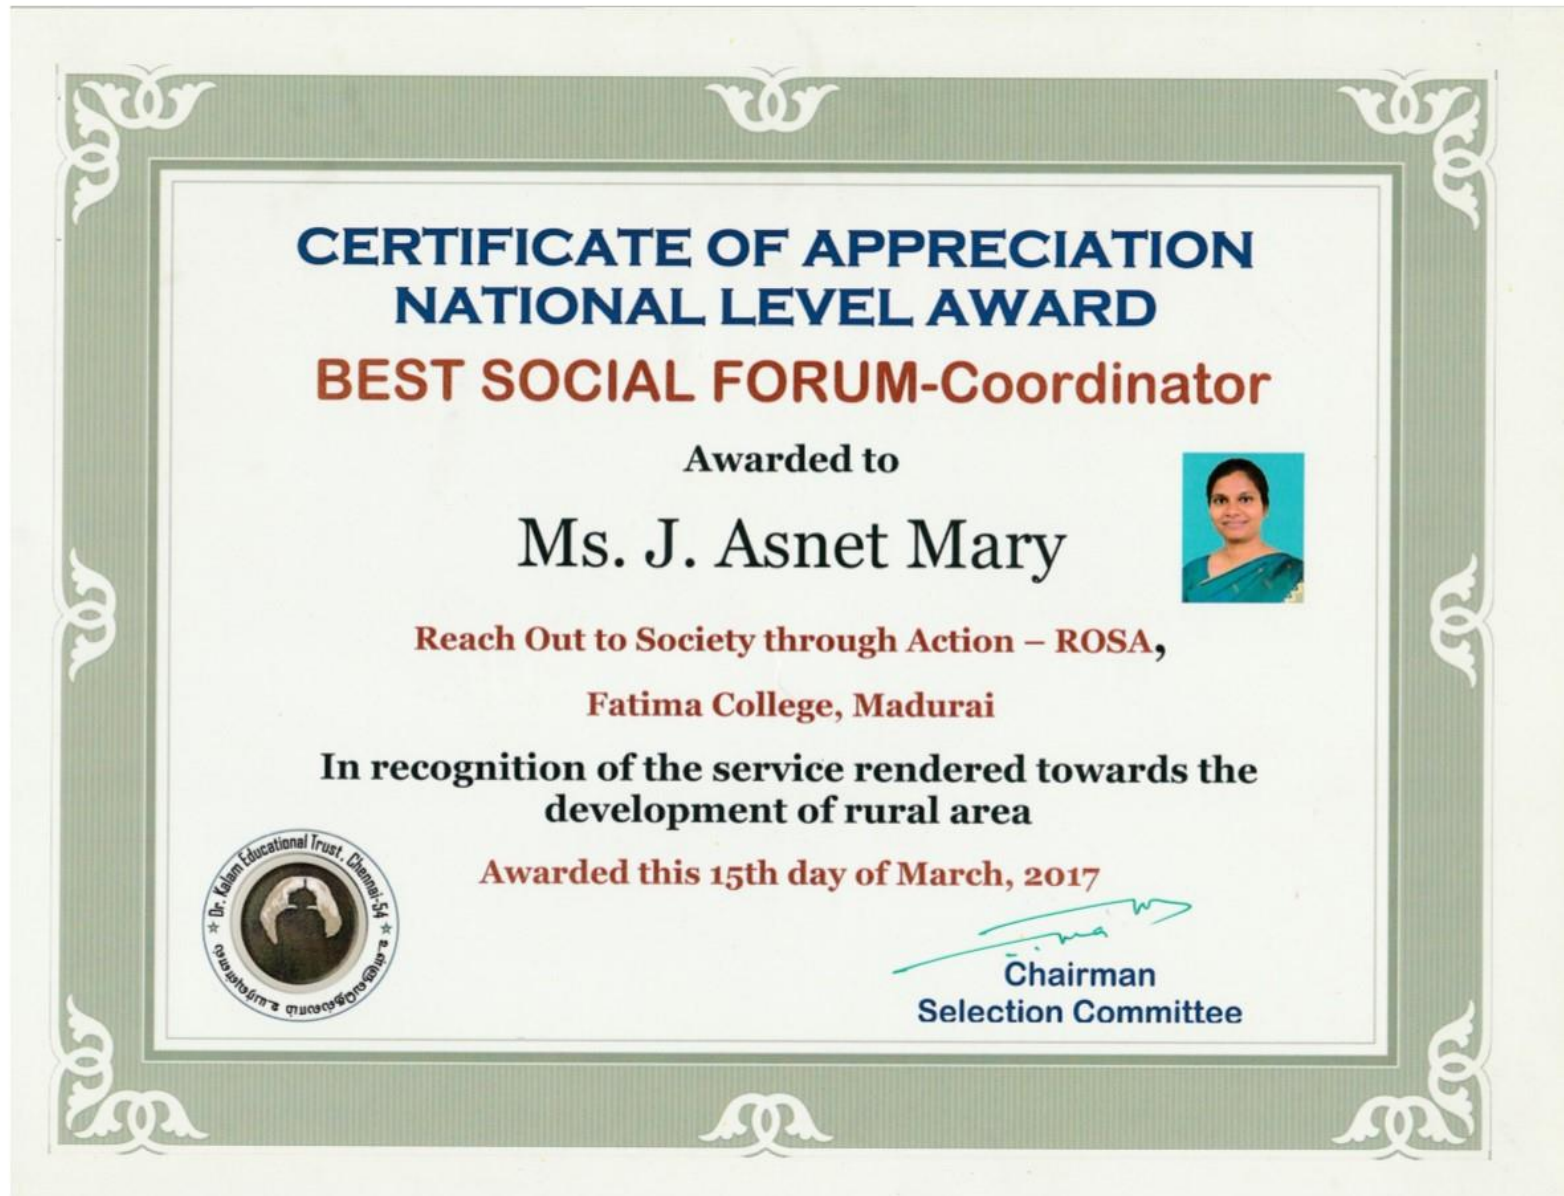 CERTIFICATE OF APPRECIATION
NATIONAL LEVEL AWARD
BEST SOCIAL FORUM-Coordinator
Awarded to
Ms. J. Asnet Mary
Reach Out to Society through Action – ROSA,
Fatima College, Madurai
In recognition of the service rendered towards the
development of rural area
Awarded this 15th day of March, 2017
Dr. Kalam Educational Trust, Chennai-54
Chairman
Selection Committee